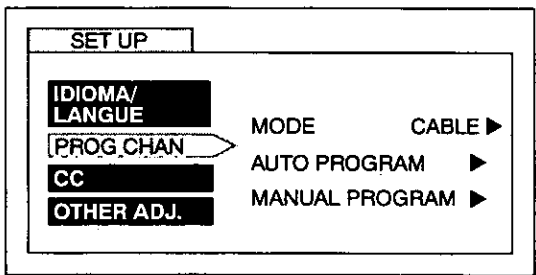 SET UP
IDIOMA/
LANGUE
PROG CHAN
CC
OTHER ADJ.
MODE CABLE ▶
AUTO PROGRAM ▶
MANUAL PROGRAM ▶